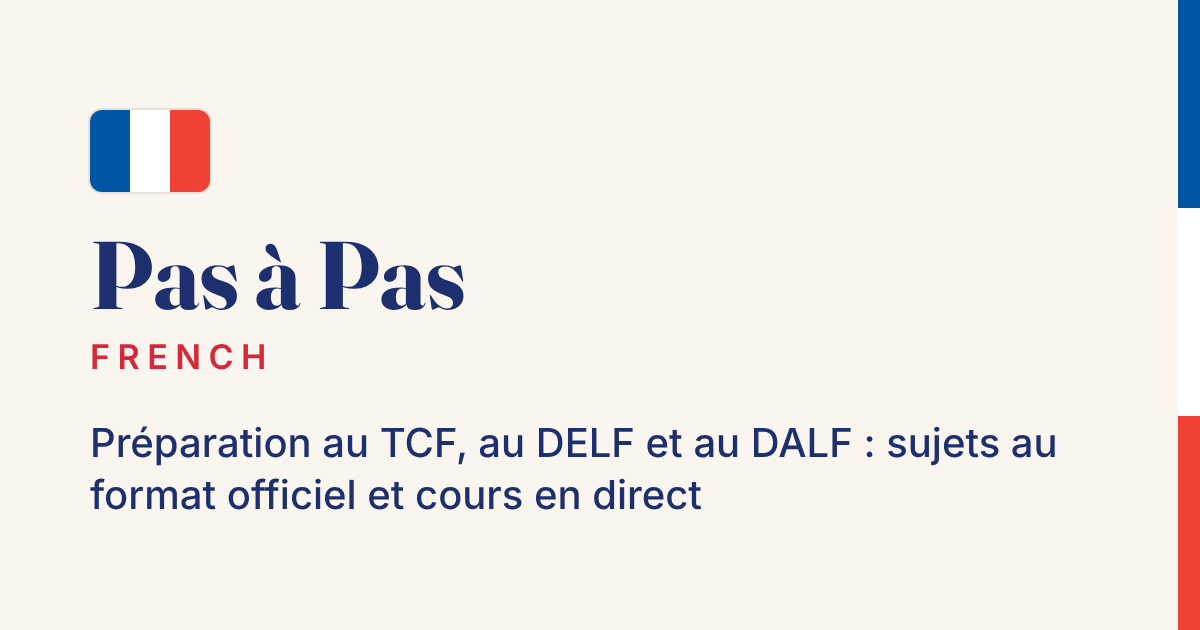 Pas à Pas
FRENCH
Préparation au TCF, au DELF et au DALF : sujets au
format officiel et cours en direct